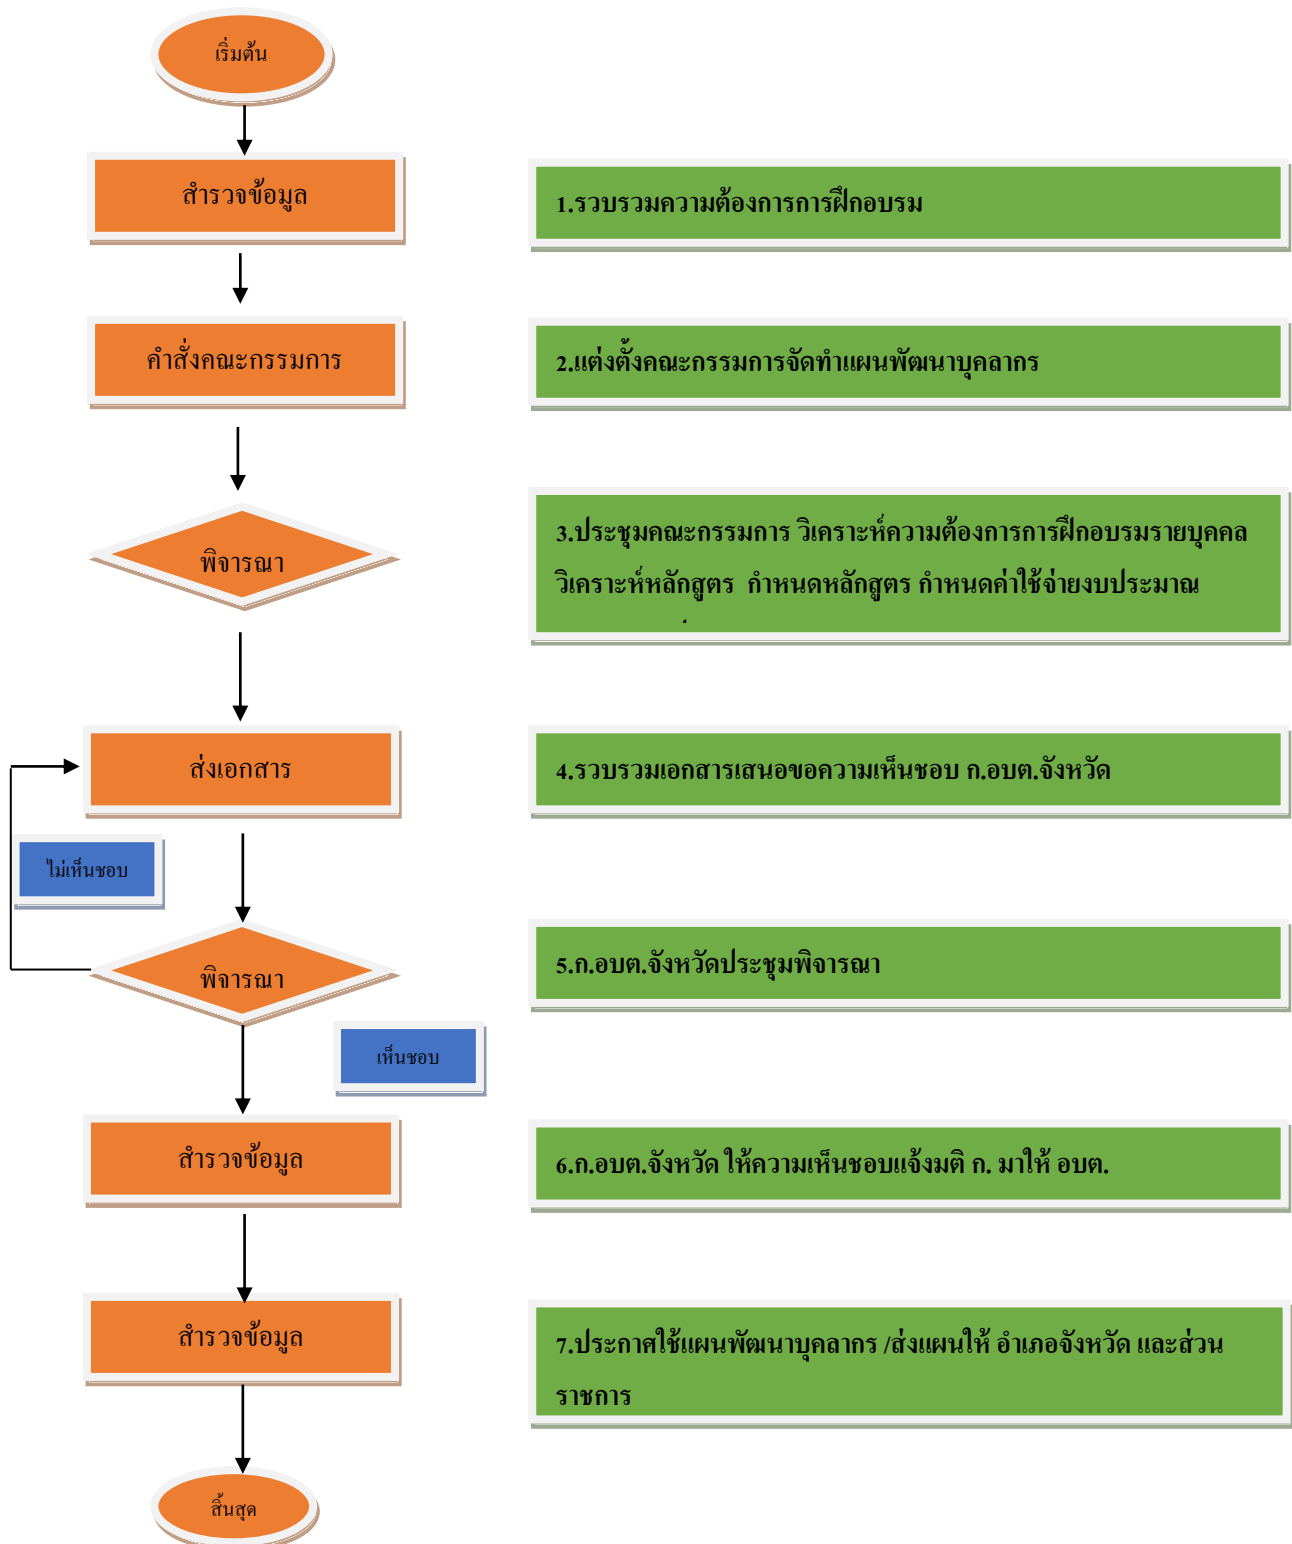 เริ่มต้น
สำรวจข้อมูล
1.รวบรวมความต้องการการฝึกอบรม
คำสั่งคณะกรรมการ
2.แต่งตั้งคณะกรรมการจัดทำแผนพัฒนาบุคลากร
พิจารณา
3.ประชุมคณะกรรมการ วิเคราะห์ความต้องการการฝึกอบรมรายบุคคล
วิเคราะห์หลักสูตร กำหนดหลักสูตร กำหนดค่าใช้จ่ายงบประมาณ
ส่งเอกสาร
4.รวบรวมเอกสารเสนอขอความเห็นชอบ ก.อบต.จังหวัด
ไม่เห็นชอบ
พิจารณา
5.ก.อบต.จังหวัดประชุมพิจารณา
เห็นชอบ
สำรวจข้อมูล
6.ก.อบต.จังหวัด ให้ความเห็นชอบแจ้งมติ ก. มาให้ อบต.
สำรวจข้อมูล
7.ประกาศใช้แผนพัฒนาบุคลากร /ส่งแผนให้ อำเภอจังหวัด และส่วน
ราชการ
สิ้นสุด